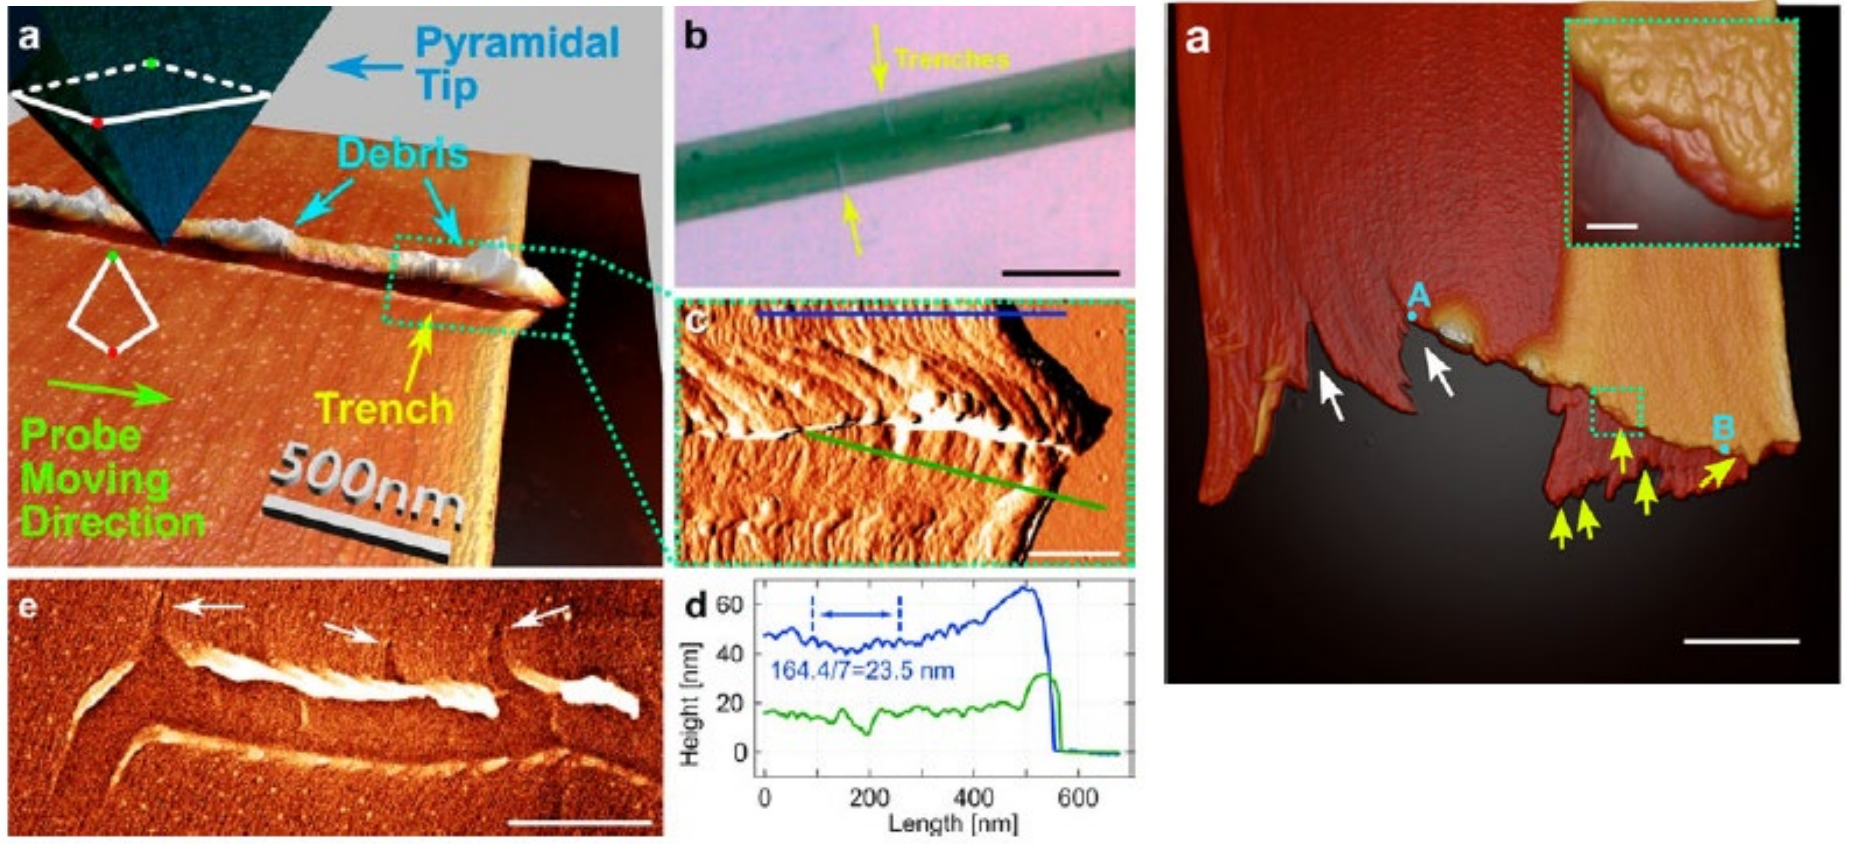 a
Pyramidal
Tip
Debris
Trench
Probe
Moving
Direction
500nm
b
Trenches
c
e
d
Height [nm]
60
40
20
0
164.4/7=23.5 nm
0
200
400
600
Length [nm]
a
A
B